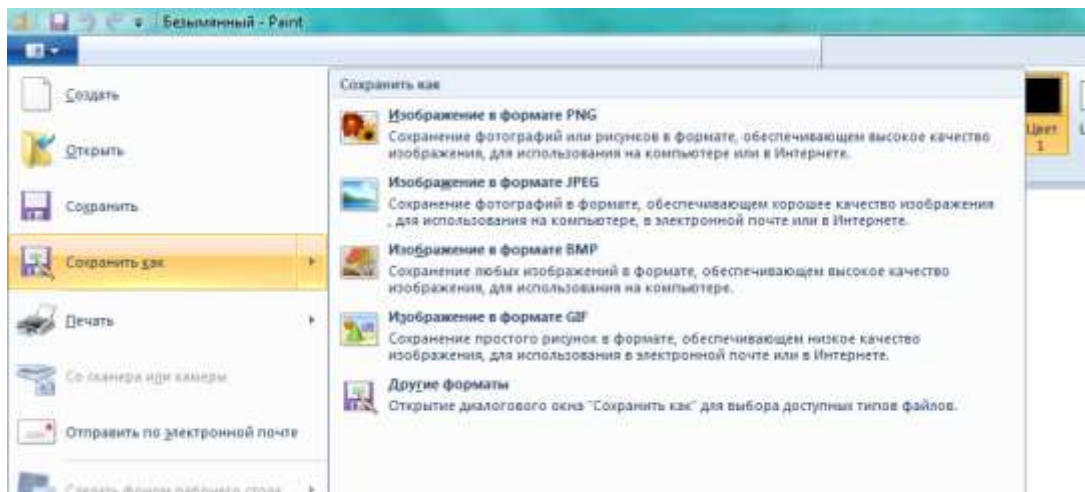 Безымянный - Paint
Создать
Открыть
Сохранить
Сохранить как
Печать
Со сканера или камеры
Отправить по электронной почте
Сделать фоном рабочего стола
Сохранить как
Изображение в формате PNG
Сохранение фотографий или рисунков в формате, обеспечивающем высокое качество
изображения, для использования на компьютере или в Интернете.
Изображение в формате JPEG
Сохранение фотографий в формате, обеспечивающем хорошее качество изображения
, для использования на компьютере, в электронной почте или в Интернете.
Изображение в формате BMP
Сохранение любых изображений в формате, обеспечивающем высокое качество
изображения, для использования на компьютере.
Изображение в формате GIF
Сохранение простого рисунок в формате, обеспечивающем низкое качество
изображения, для использования в электронной почте или в Интернете.
Другие форматы
Открытие диалогового окна "Сохранить как" для выбора доступных типов файлов.
Цвет
1